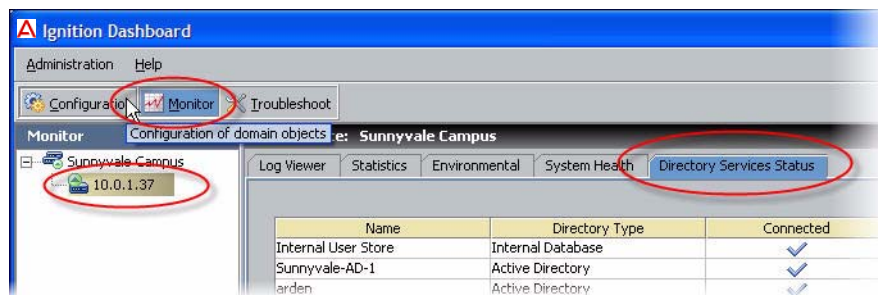 Ignition Dashboard
Administration Help
Configuration Monitor Troubleshoot
Monitor
Configuration of domain objects
e: Sunnyvale Campus
Sunnyvale Campus
10.0.1.37
Log Viewer Statistics Environmental System Health Directory Services Status
Name Directory Type Connected
Internal User Store Internal Database
Sunnyvale-AD-1 Active Directory
arden Active Directory